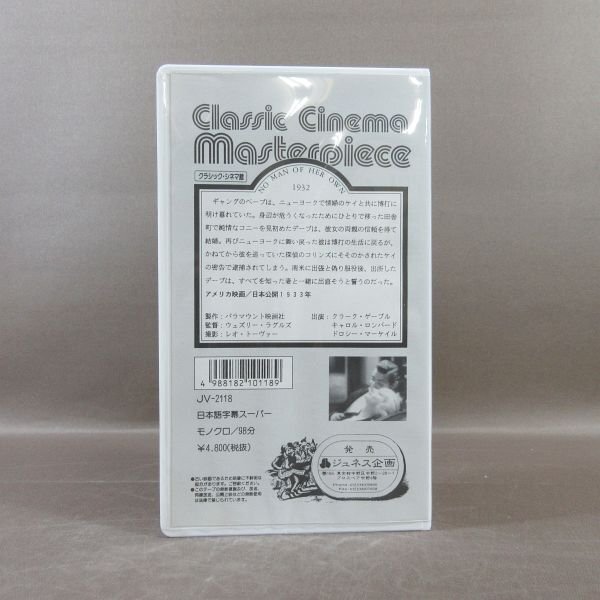 Classic Cinema
Masterpiece
クラシック・シネマ館
NO MAN OF HER OWN
1932
ギャングのベーブは、ニューヨークで情婦のケイと共に博打に
明け暮れていた。身辺が危うくなったためにひとりで移った田舎
町で純情なコニーを見初めたデーブは、彼女の両親の信頼を得て
結婚。再びニューヨークに舞い戻った彼は博打の生活に戻るが、
かねてから彼を追っていた探偵のコリンズにそそのかされたケイ
の密告で逮捕されてしまう。南米に出張と偽り服役後、出所した
デーブは、すべてを知った妻と一緒に出直そうと誓うのだった。
アメリカ映画/日本公開1933年
製作:パラマウント映画社 出演:クラーク・ゲーブル
監督:ウェズリー・ラグルズ キャロル・ロンバード
撮影:レオ・トーヴァー ドロシー・マーケイル
4 988182 101189
JV-2118
日本語字幕スーパー
モノクロ/98分
¥4,800(税抜)
発売
ジュネス企画